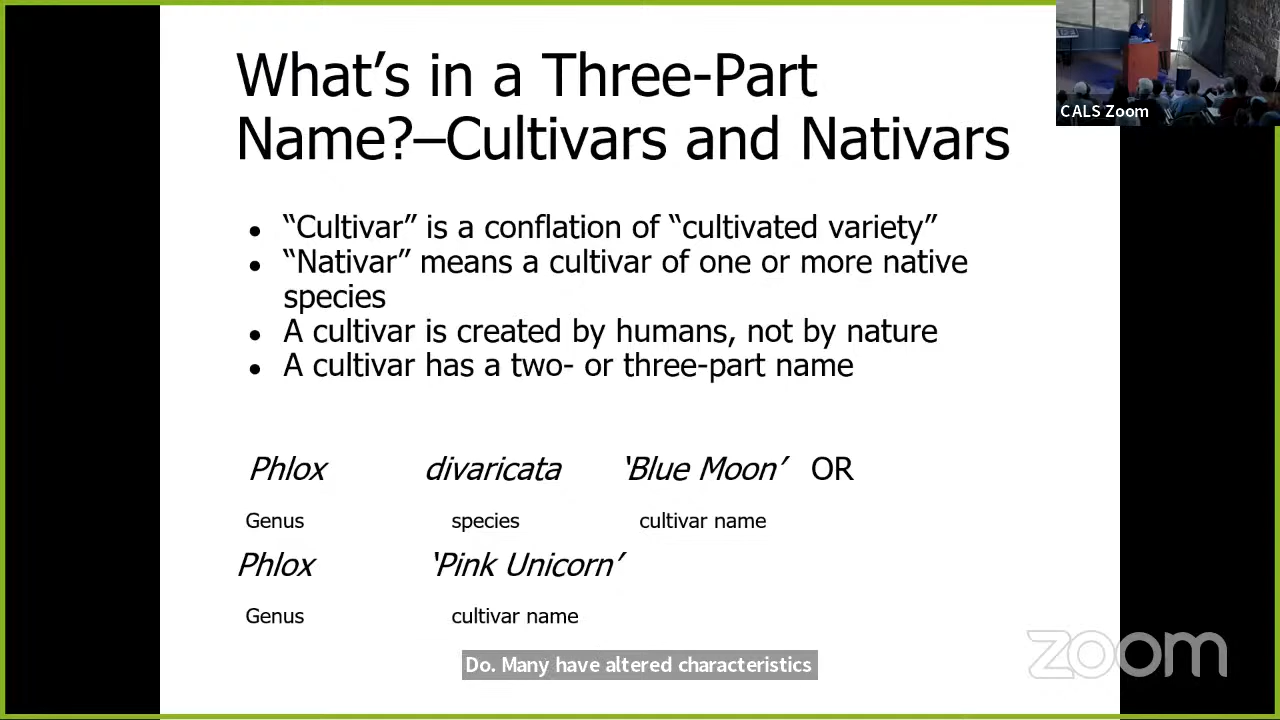 What’s in a Three-Part
Name?–Cultivars and Nativars
CALS Zoom
● “Cultivar” is a conflation of “cultivated variety”
● “Nativar” means a cultivar of one or more native
species
● A cultivar is created by humans, not by nature
● A cultivar has a two- or three-part name
Phlox divaricata ‘Blue Moon’ OR
Genus species cultivar name
Phlox ‘Pink Unicorn’
Genus cultivar name
Do. Many have altered characteristics
zoom